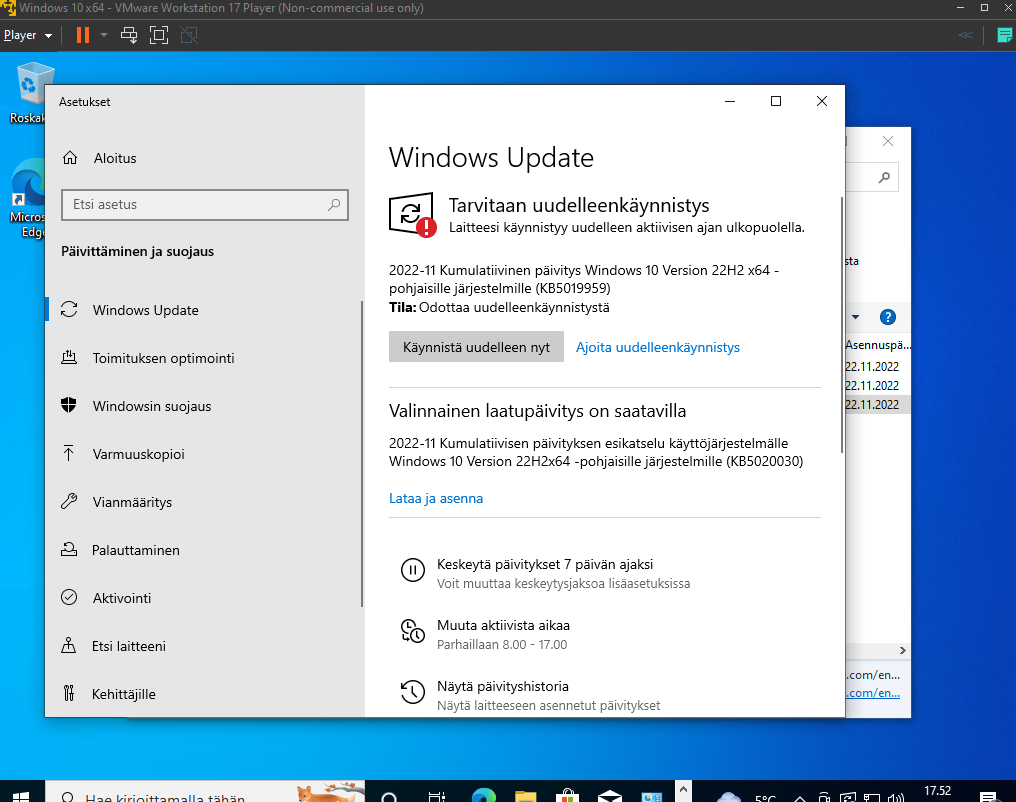 Windows 10 x64 - VMware Workstation 17 Player (Non-commercial use only)
Player
Asetukset
Aloitus
Etsi asetus
Päivittäminen ja suojaus
Windows Update
Toimituksen optimointi
Windowsin suojaus
Varmuuskopioi
Vianmääritys
Palauttaminen
Aktivointi
Etsi laitteeni
Kehittäjille
Windows Update
Tarvitaan uudelleenkäynnistys
Laitteesi käynnistyy uudelleen aktiivisen ajan ulkopuolella.
2022-11 Kumulatiivinen päivitys Windows 10 Version 22H2 x64 -
pohjaisille järjestelmille (KB5019959)
Tila: Odottaa uudelleenkäynnistystä
Käynnistä uudelleen nyt
Ajoita uudelleenkäynnistys
Valinnainen laatupäivitys on saatavilla
2022-11 Kumulatiivisen päivityksen esikatselu käyttöjärjestelmälle
Windows 10 Version 22H2x64 -pohjaisille järjestelmille (KB5020030)
Lataa ja asenna
Keskeytä päivitykset 7 päivän ajaksi
Voit muuttaa keskeytysjaksoa lisäasetuksissa
Muuta aktiivista aikaa
Parhaillaan 8.00 - 17.00
Näytä päivityshistoria
Näytä laitteeseen asennetut päivitykset
Roskak
Micros
Edge
sta
Asennuspä...
22.11.2022
22.11.2022
22.11.2022
.com/en...
.com/en...
Hae kirjoittamalla tähän
5°C
17.52